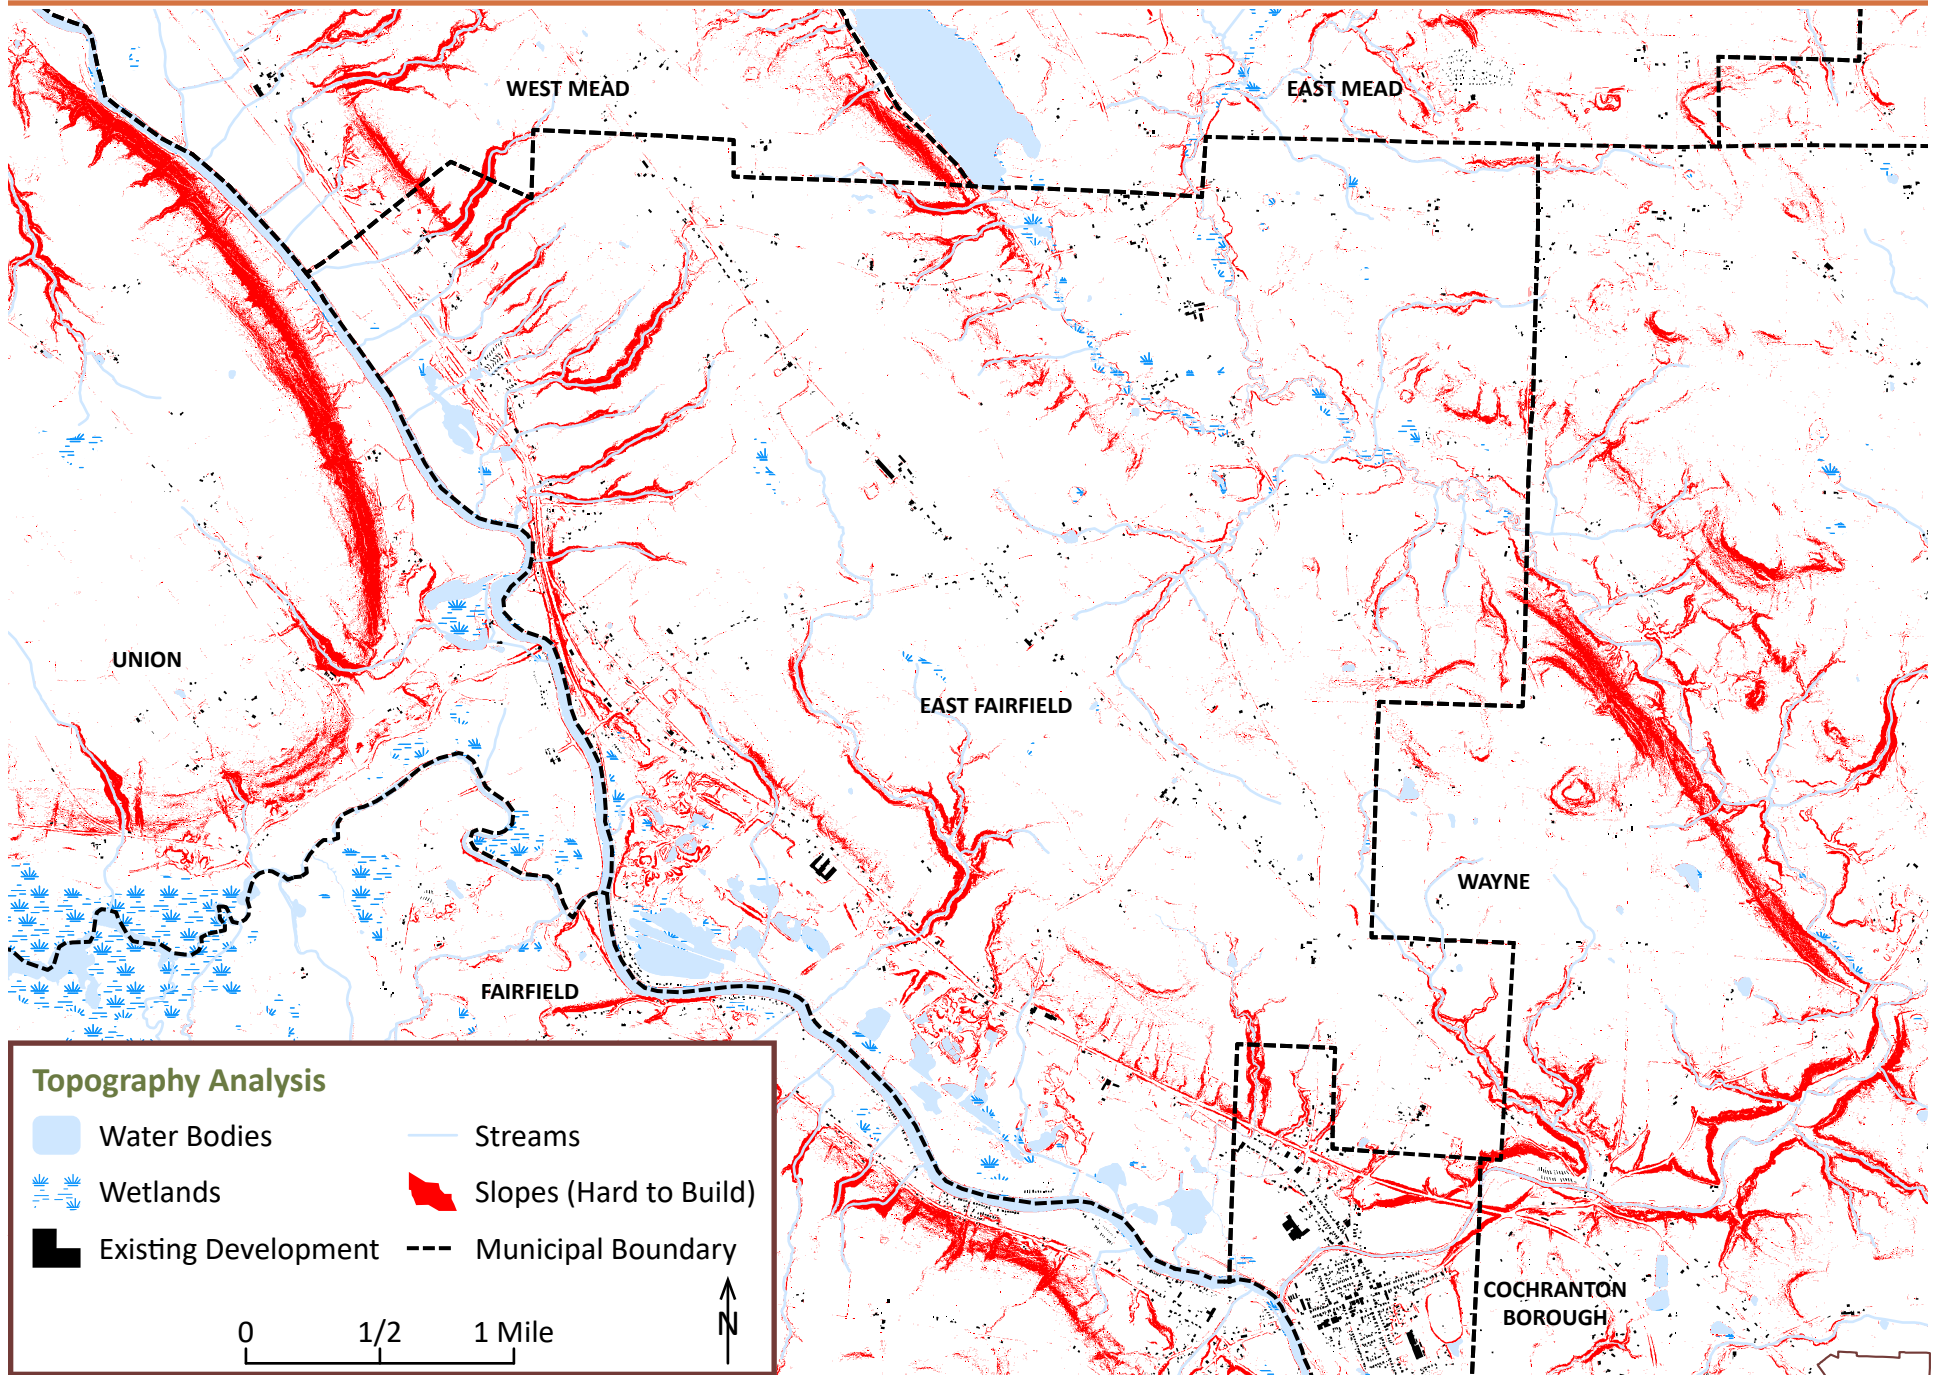 WEST MEAD
EAST MEAD
UNION
EAST FAIRFIELD
WAYNE
FAIRFIELD
COCHRANTON
BOROUGH
Topography Analysis
Water Bodies
Streams
Wetlands
Slopes (Hard to Build)
Existing Development
Municipal Boundary
0 1/2 1 Mile
N